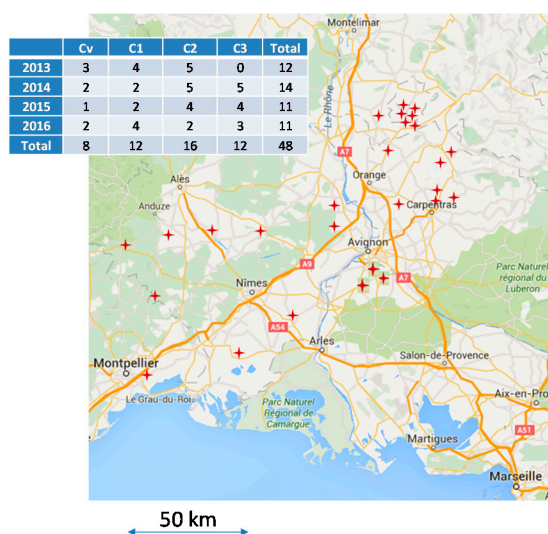 Montélimar
Cv C1 C2 C3 Total
2013 3 4 5 0 12
2014 2 2 5 5 14
2015 1 2 4 4 11
2016 2 4 2 3 11
Total 8 12 16 12 48
Le Rhône
A7
Alès
Orange
Anduze
Carpentras
Avignon
A9
A7
Parc Naturel
régional du
Luberon
Nîmes
A54
Arles
Salon-de-Provence
Montpellier
Le Grau-du-Roi
Aix-en-Pro
Parc Naturel
Régional de
Camargue
A51
Martigues
Marseille
50 km